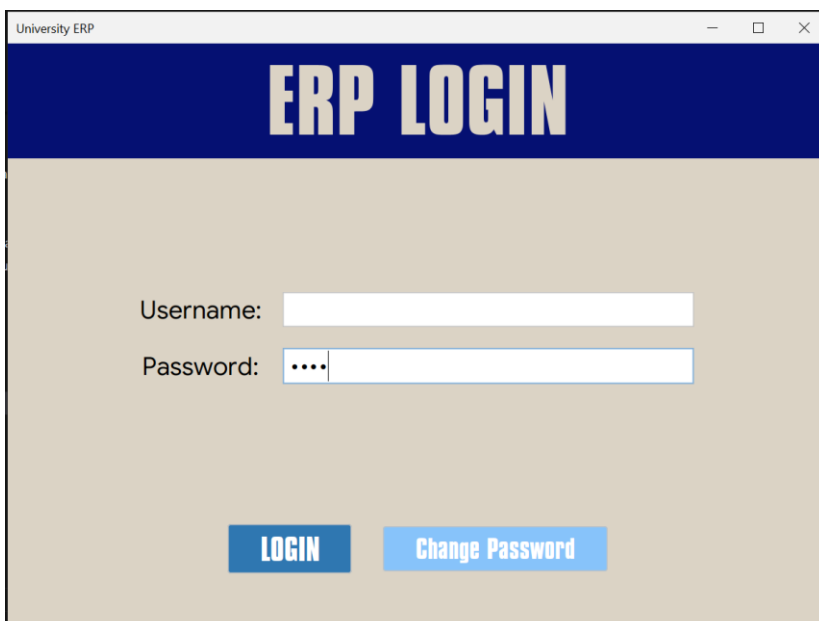 University ERP
ERP LOGIN
Username:
Password: ••••
LOGIN Change Password